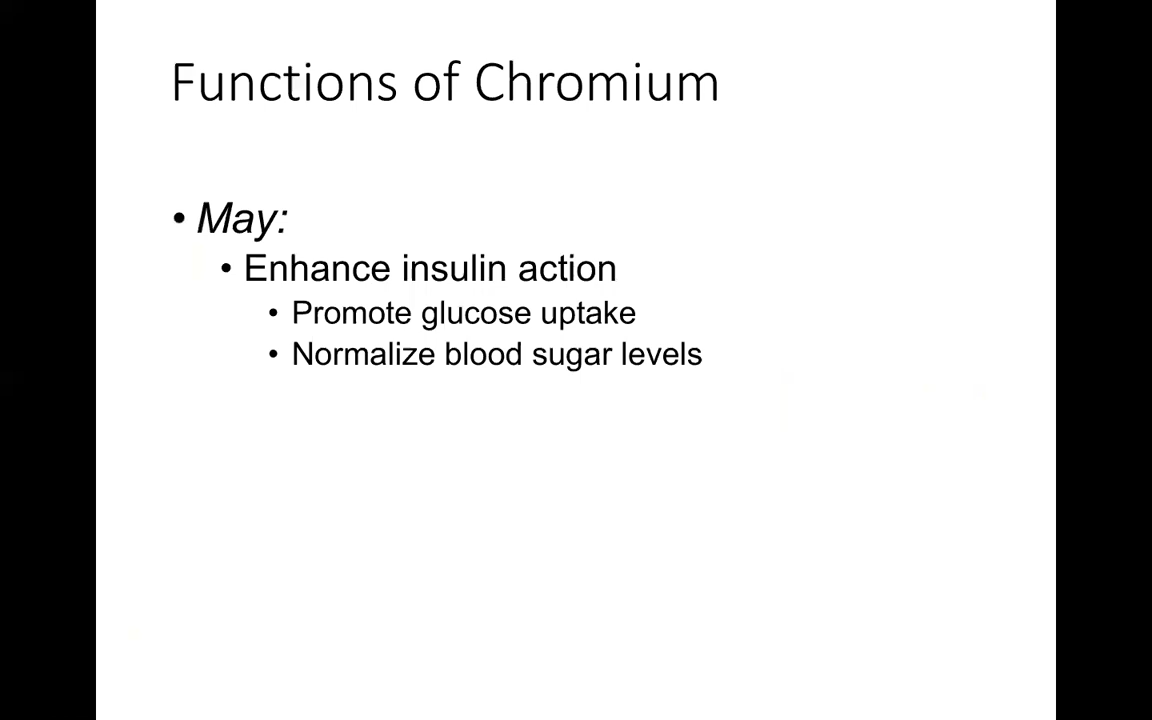 Functions of Chromium
• May:
• Enhance insulin action
• Promote glucose uptake
• Normalize blood sugar levels